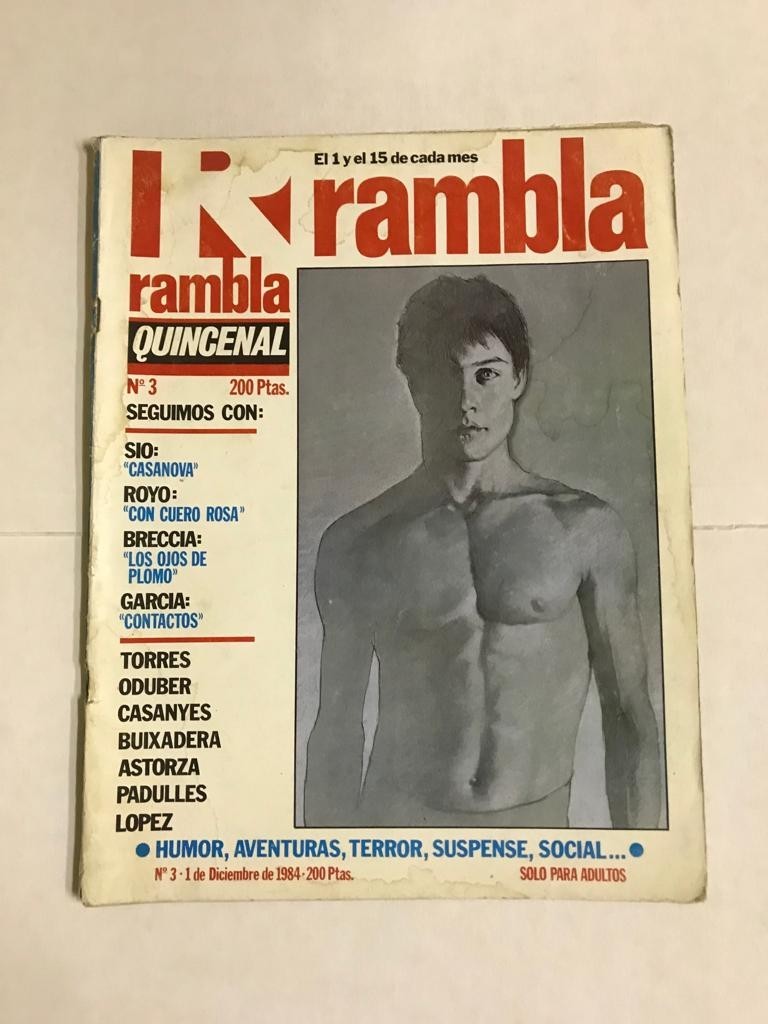 El 1 y el 15 de cada mes
R rambla
rambla
QUINCENAL
Nº 3 200 Ptas.
SEGUIMOS CON:
SIO:
"CASANOVA"
ROYO:
"CON CUERO ROSA"
BRECCIA:
"LOS OJOS DE
PLOMO"
GARCIA:
"CONTACTOS"
TORRES
ODUBER
CASANYES
BUIXADERA
ASTORZA
PADULLES
LOPEZ
● HUMOR, AVENTURAS, TERROR, SUSPENSE, SOCIAL... ●
Nº 3 · 1 de Diciembre de 1984 · 200 Ptas. SOLO PARA ADULTOS